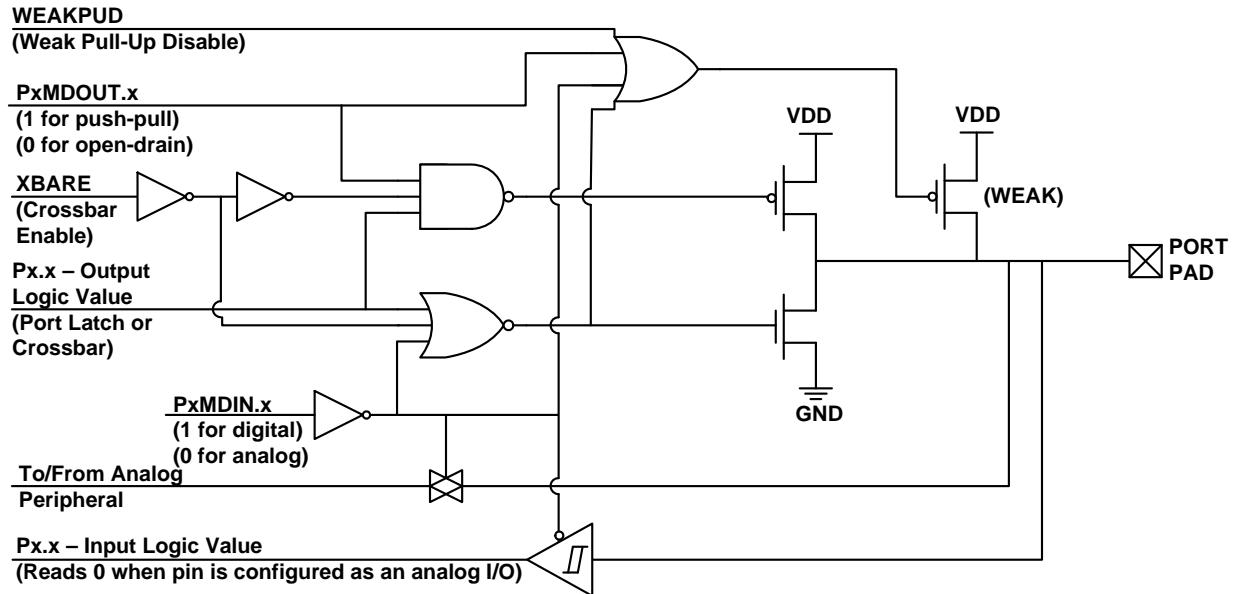 WEAKPUD
(Weak Pull-Up Disable)
PxMDOUT.x
(1 for push-pull)
(0 for open-drain)
XBARE
(Crossbar
Enable)
Px.x – Output
Logic Value
(Port Latch or
Crossbar)
PxMDIN.x
(1 for digital)
(0 for analog)
To/From Analog
Peripheral
Px.x – Input Logic Value
(Reads 0 when pin is configured as an analog I/O)
VDD
VDD
(WEAK)
PORT
PAD
GND